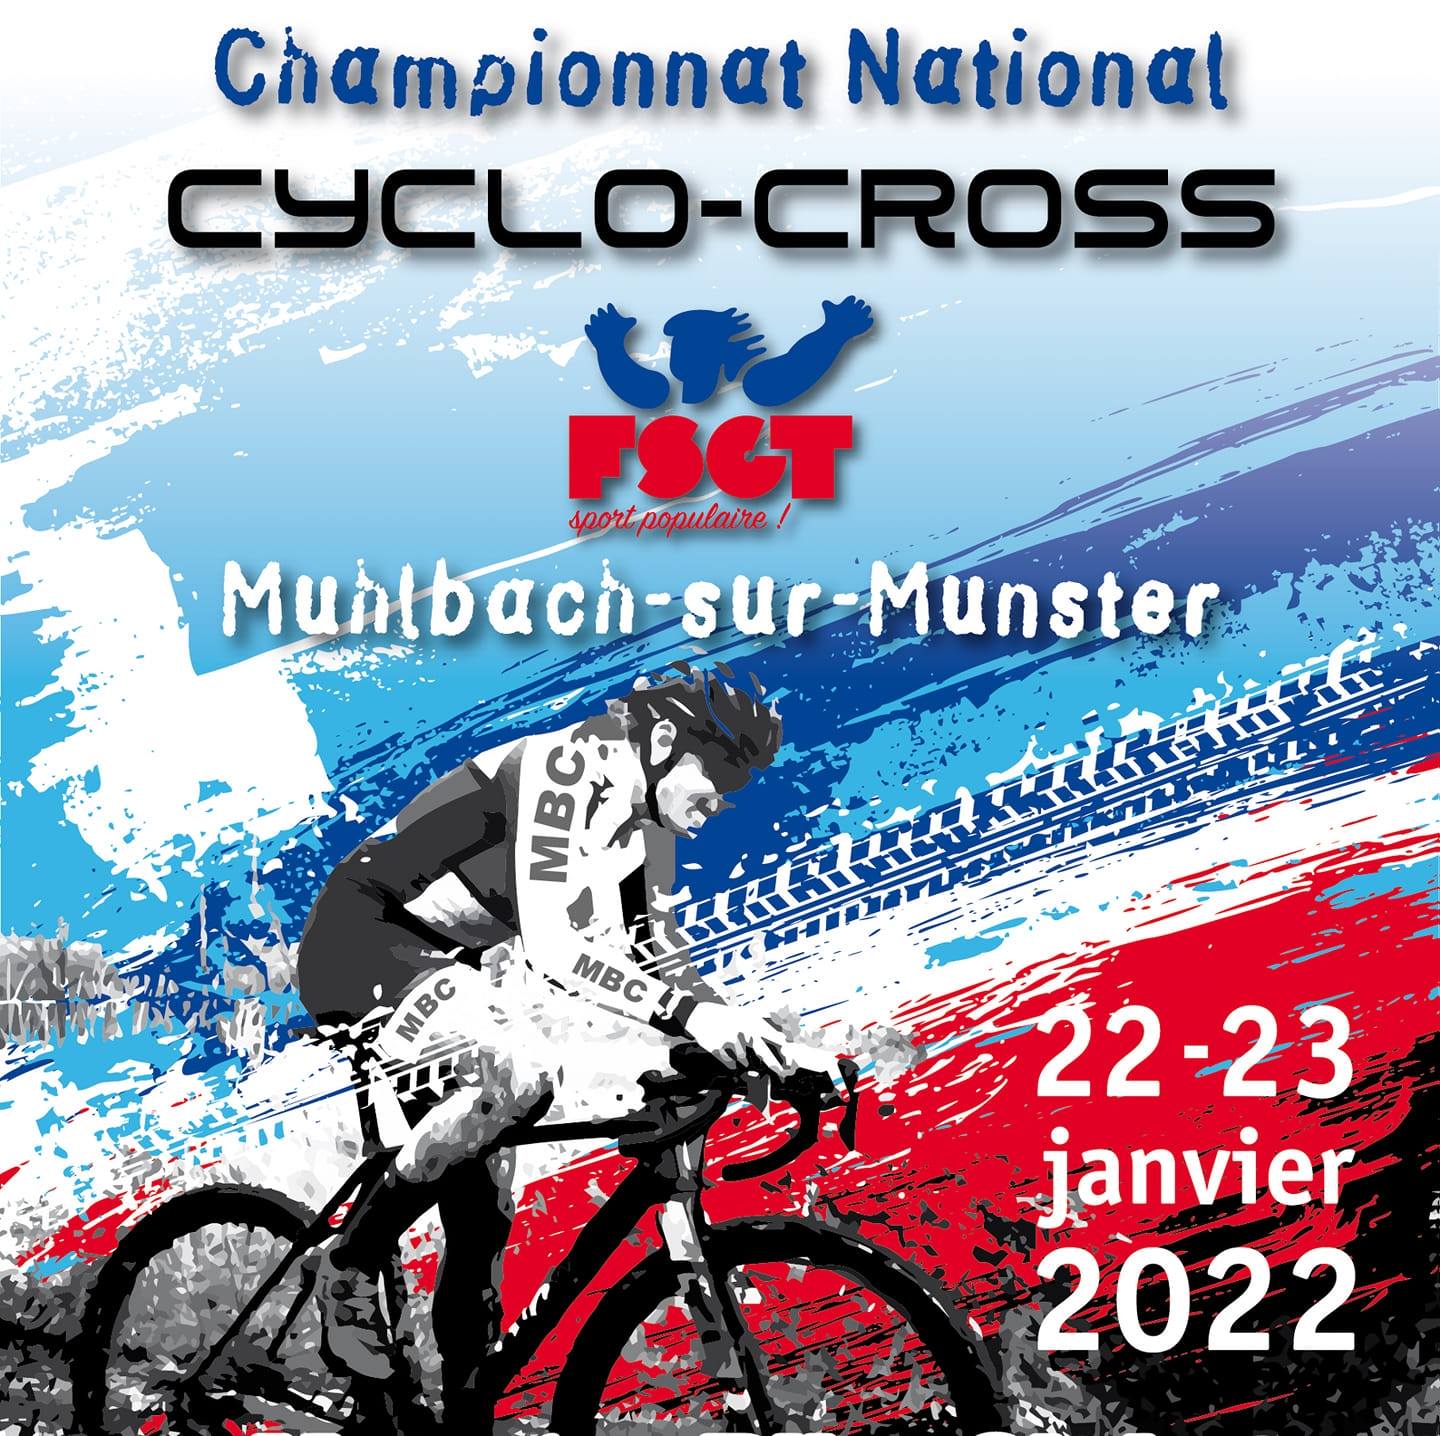 Championnat National
CYCLO-CROSS
FSGT
sport populaire !
Muhlbach-sur-Munster
MBC
MBC
MBC
22-23
janvier
2022